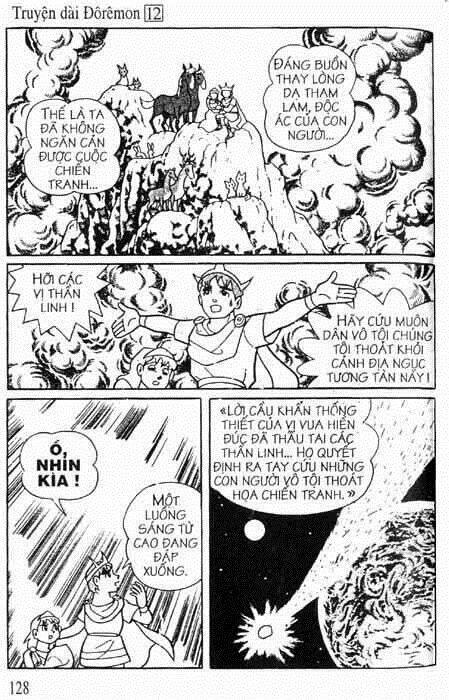 Truyện dài Đôrêmon 12
THẾ LÀ TA
ĐÃ KHÔNG
NGĂN CẢN
ĐƯỢC CUỘC
CHIẾN
TRANH...
ĐÁNG BUỒN
THAY LÒNG
DẠ THAM
LAM, ĐỘC
ÁC CỦA CON
NGƯỜI...
HỠI CÁC
VỊ THẦN
LINH !
HÃY CỨU MUÔN
DÂN VÔ TỘI CHÚNG
TÔI THOÁT KHỎI
CẢNH ĐỊA NGỤC
TƯƠNG TÀN NẦY !
Ó,
NHÌN
KÌA !
MỘT
LUỒNG
SÁNG TỪ
CAO ĐANG
ĐÁP
XUỐNG.
«LỜI CẦU KHẨN THỐNG
THIẾT CỦA VỊ VUA HIỀN
ĐỨC ĐÃ THẤU TAI CÁC
THẦN LINH... HỌ QUYẾT
ĐỊNH RA TAY CỨU NHỮNG
CON NGƯỜI VÔ TỘI THOÁT
HỌA CHIẾN TRANH. »
128